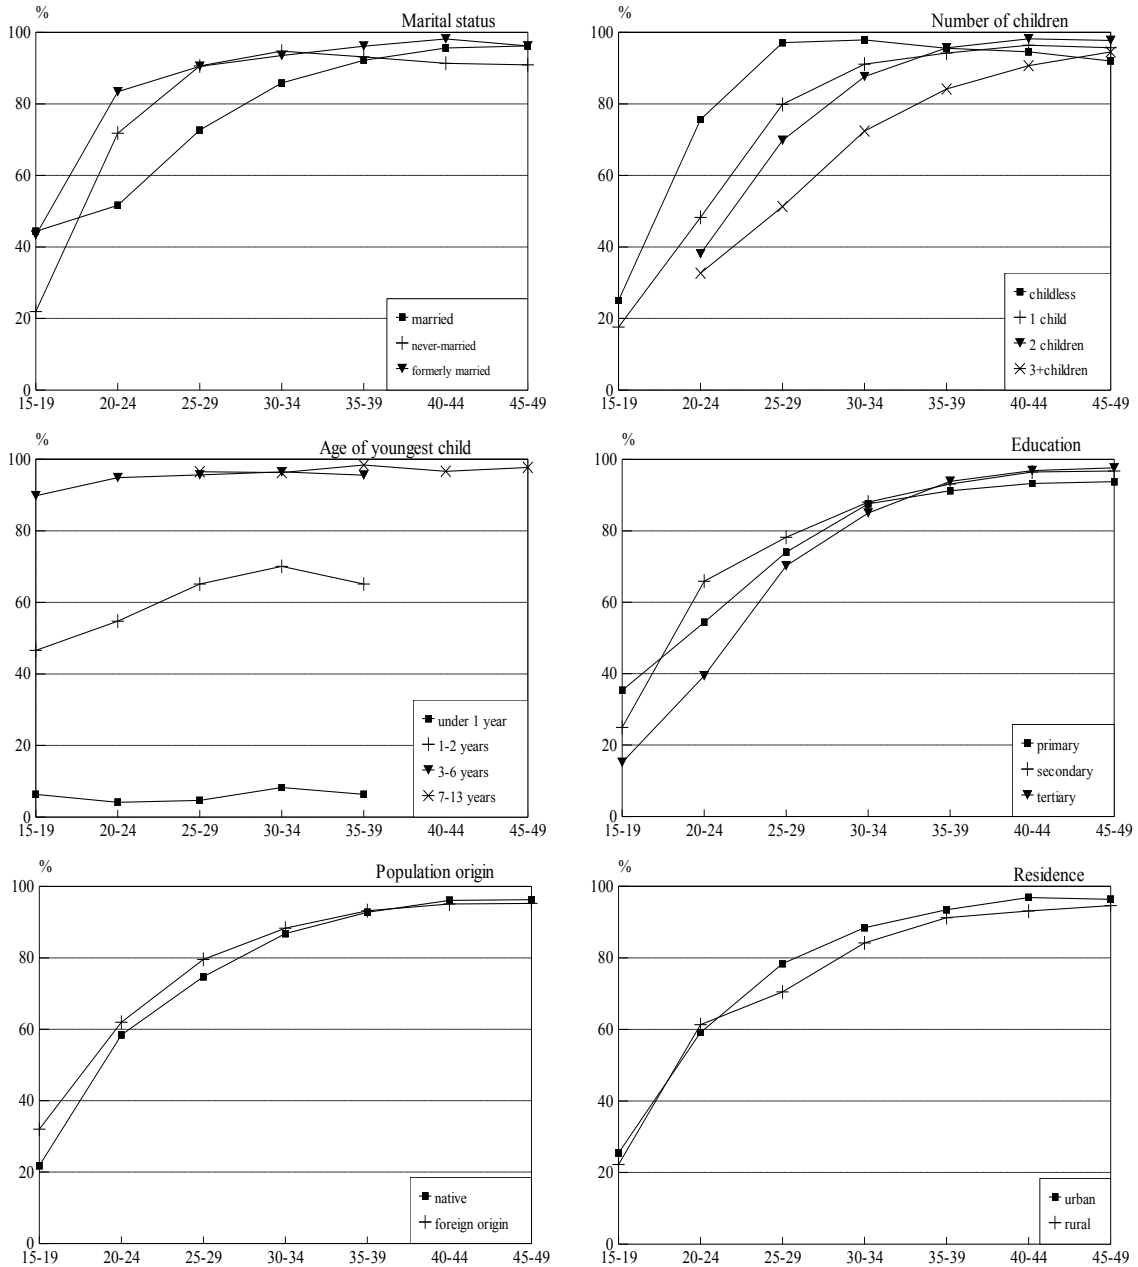 %
Marital status
100
80
60
40
20
0
married
never-married
formerly married
15-19 20-24 25-29 30-34 35-39 40-44 45-49
%
Number of children
100
80
60
40
20
0
childless
1 child
2 children
3+children
15-19 20-24 25-29 30-34 35-39 40-44 45-49
%
Age of youngest child
100
80
60
40
20
0
under 1 year
1-2 years
3-6 years
7-13 years
15-19 20-24 25-29 30-34 35-39 40-44 45-49
%
Education
100
80
60
40
20
0
primary
secondary
tertiary
15-19 20-24 25-29 30-34 35-39 40-44 45-49
%
Population origin
100
80
60
40
20
0
native
foreign origin
15-19 20-24 25-29 30-34 35-39 40-44 45-49
%
Residence
100
80
60
40
20
0
urban
rural
15-19 20-24 25-29 30-34 35-39 40-44 45-49